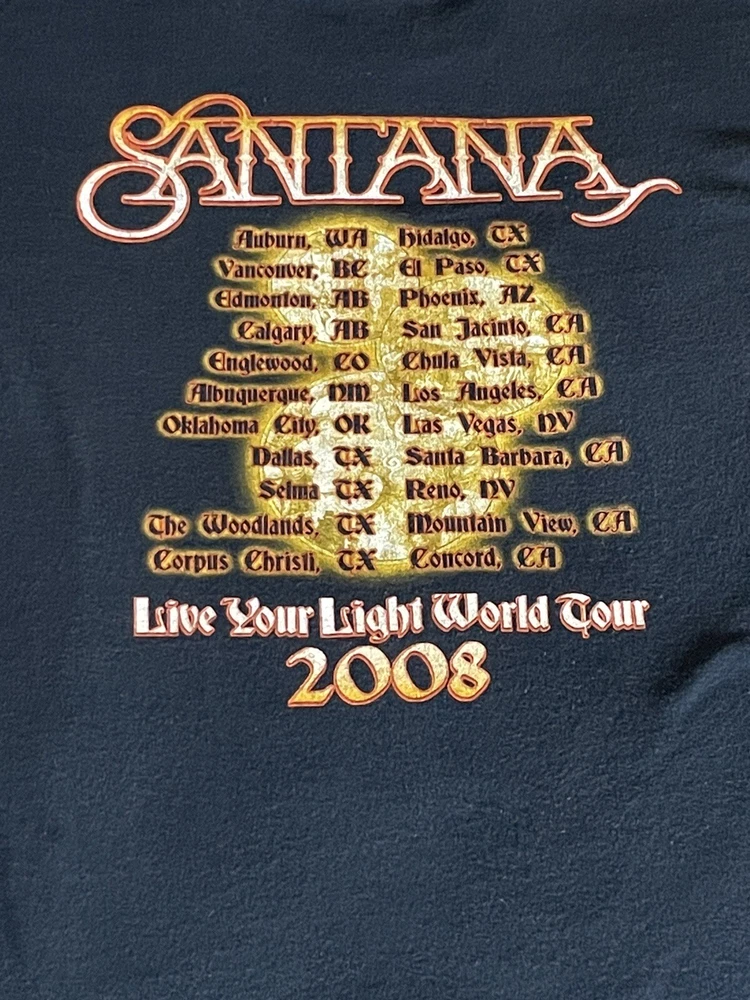 SANTANA
Auburn, WA
Vancouver, BC
Edmonton, AB
Calgary, AB
Englewood, CO
Albuquerque, NM
Oklahoma City, OK
Dallas, TX
Selma TX
The Woodlands, TX
Corpus Christi, TX
Hidalgo, TX
El Paso, TX
Phoenix, AZ
San Jacinto, CA
Chula Vista, CA
Los Angeles, CA
Las Vegas, NV
Santa Barbara, CA
Reno, NV
Mountain View, CA
Concord, CA
Live Your Light World Tour
2008